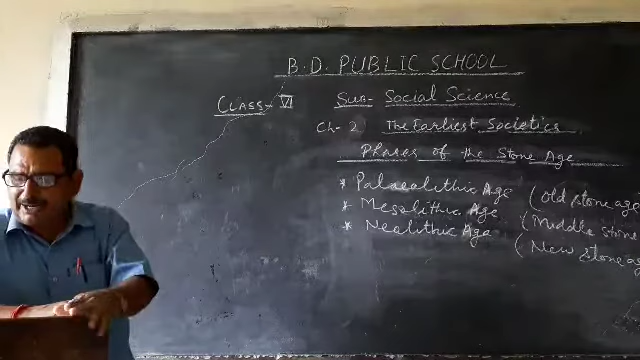 B.D. PUBLIC SCHOOL
CLASS- VI
Sub- Social Science
Ch- 2 The Earliest Societies
Phases of the Stone Age
* Palaeolithic Age (Old stone age
* Mesolithic Age (Middle stone
* Neolithic Age (New stone ag